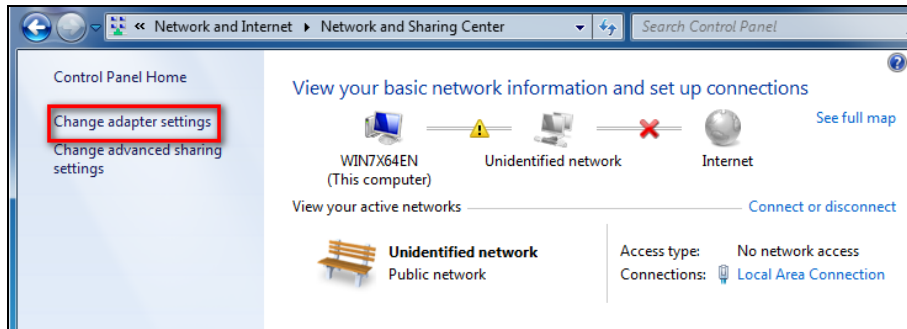 « Network and Internet ▸ Network and Sharing Center
Search Control Panel
Control Panel Home
Change adapter settings
Change advanced sharing
settings
View your basic network information and set up connections
See full map
WIN7X64EN
(This computer)
Unidentified network
Internet
View your active networks
Connect or disconnect
Unidentified network
Public network
Access type: No network access
Connections: Local Area Connection